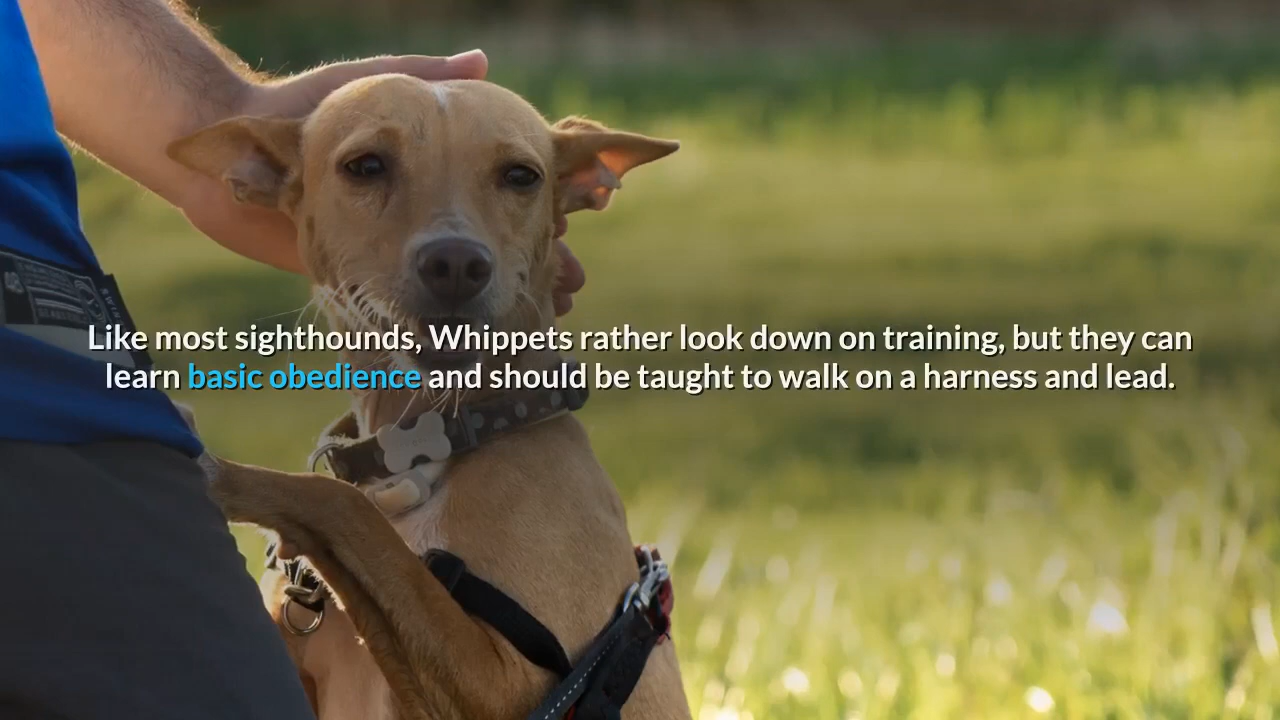 Like most sighthounds, Whippets rather look down on training, but they can
learn basic obedience and should be taught to walk on a harness and lead.